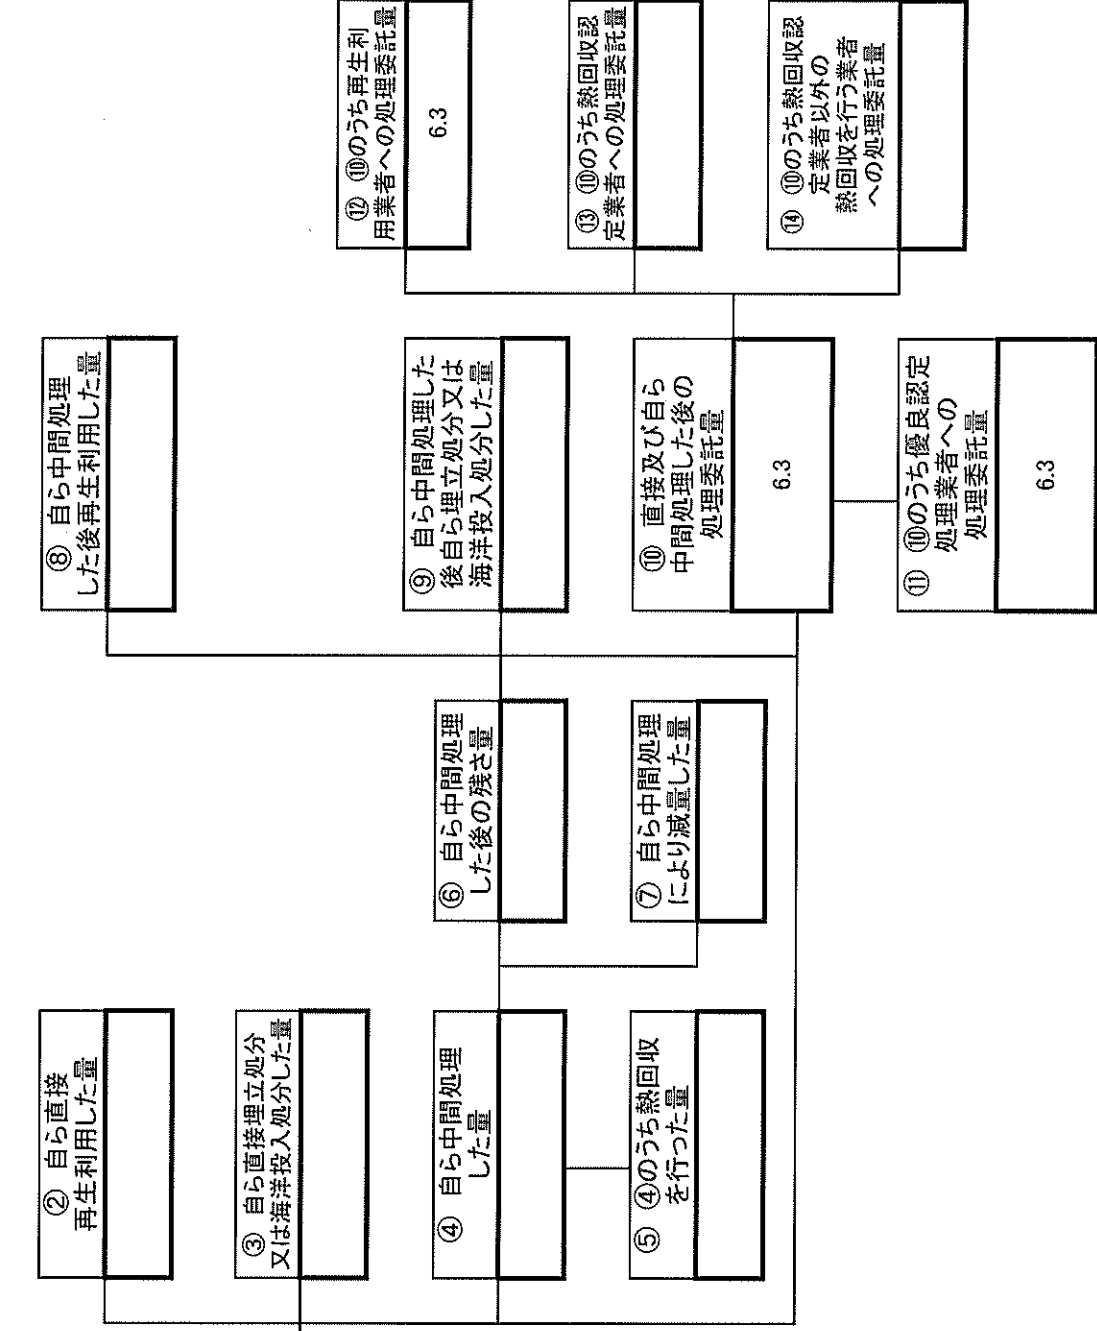 ② 自ら直接
再生利用した量
③ 自ら直接埋立処分
又は海洋投入処分した量
④ 自ら中間処理
した量
⑤ ④のうち熱回収
を行った量
⑥ 自ら中間処理
した後の残さ量
⑦ 自ら中間処理
により減量した量
⑧ 自ら中間処理
した後再生利用した量
⑨ 自ら中間処理した
後自ら埋立処分又は
海洋投入処分した量
⑩ 直接及び自ら
中間処理した後の
処理委託量
6.3
⑪ ⑩のうち優良認定
処理業者への
処理委託量
6.3
⑫ ⑩のうち再生利
用業者への処理委託量
6.3
⑬ ⑩のうち熱回収認
定業者への処理委託量
⑭ ⑩のうち熱回収認
定業者以外の
熱回収を行う業者
への処理委託量